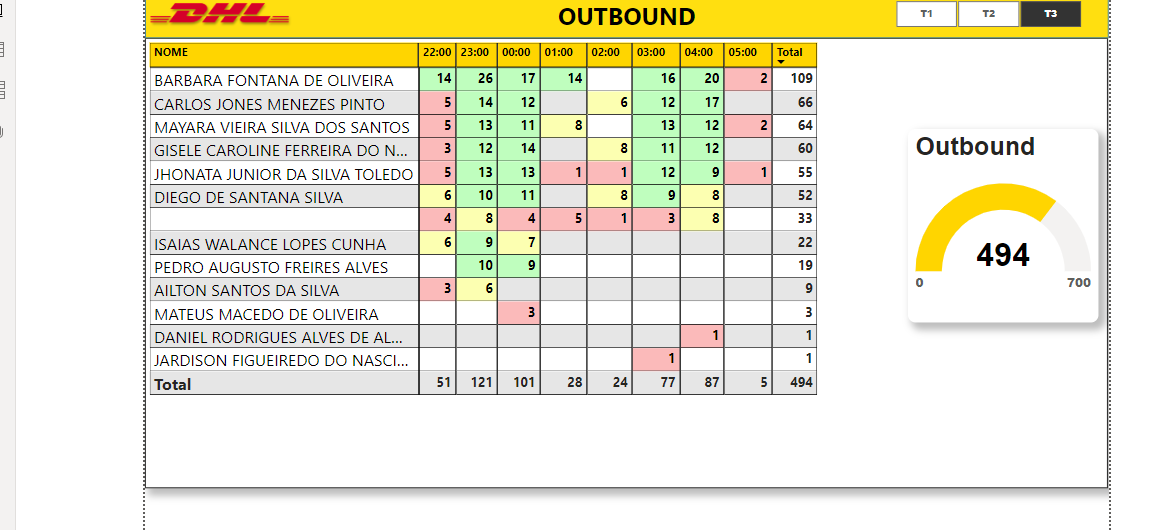 DHL OUTBOUND T1 T2 T3
NOME 22:00 23:00 00:00 01:00 02:00 03:00 04:00 05:00 Total
BARBARA FONTANA DE OLIVEIRA 14 26 17 14 16 20 2 109
CARLOS JONES MENEZES PINTO 5 14 12 6 12 17 66
MAYARA VIEIRA SILVA DOS SANTOS 5 13 11 8 13 12 2 64
GISELE CAROLINE FERREIRA DO N... 3 12 14 8 11 12 60
JHONATA JUNIOR DA SILVA TOLEDO 5 13 13 1 1 12 9 1 55
DIEGO DE SANTANA SILVA 6 10 11 8 9 8 52
4 8 4 5 1 3 8 33
ISAIAS WALANCE LOPES CUNHA 6 9 7 22
PEDRO AUGUSTO FREIRES ALVES 10 9 19
AILTON SANTOS DA SILVA 3 6 9
MATEUS MACEDO DE OLIVEIRA 3 3
DANIEL RODRIGUES ALVES DE AL... 1 1
JARDISON FIGUEIREDO DO NASCI... 1 1
Total 51 121 101 28 24 77 87 5 494
Outbound
494
0 700